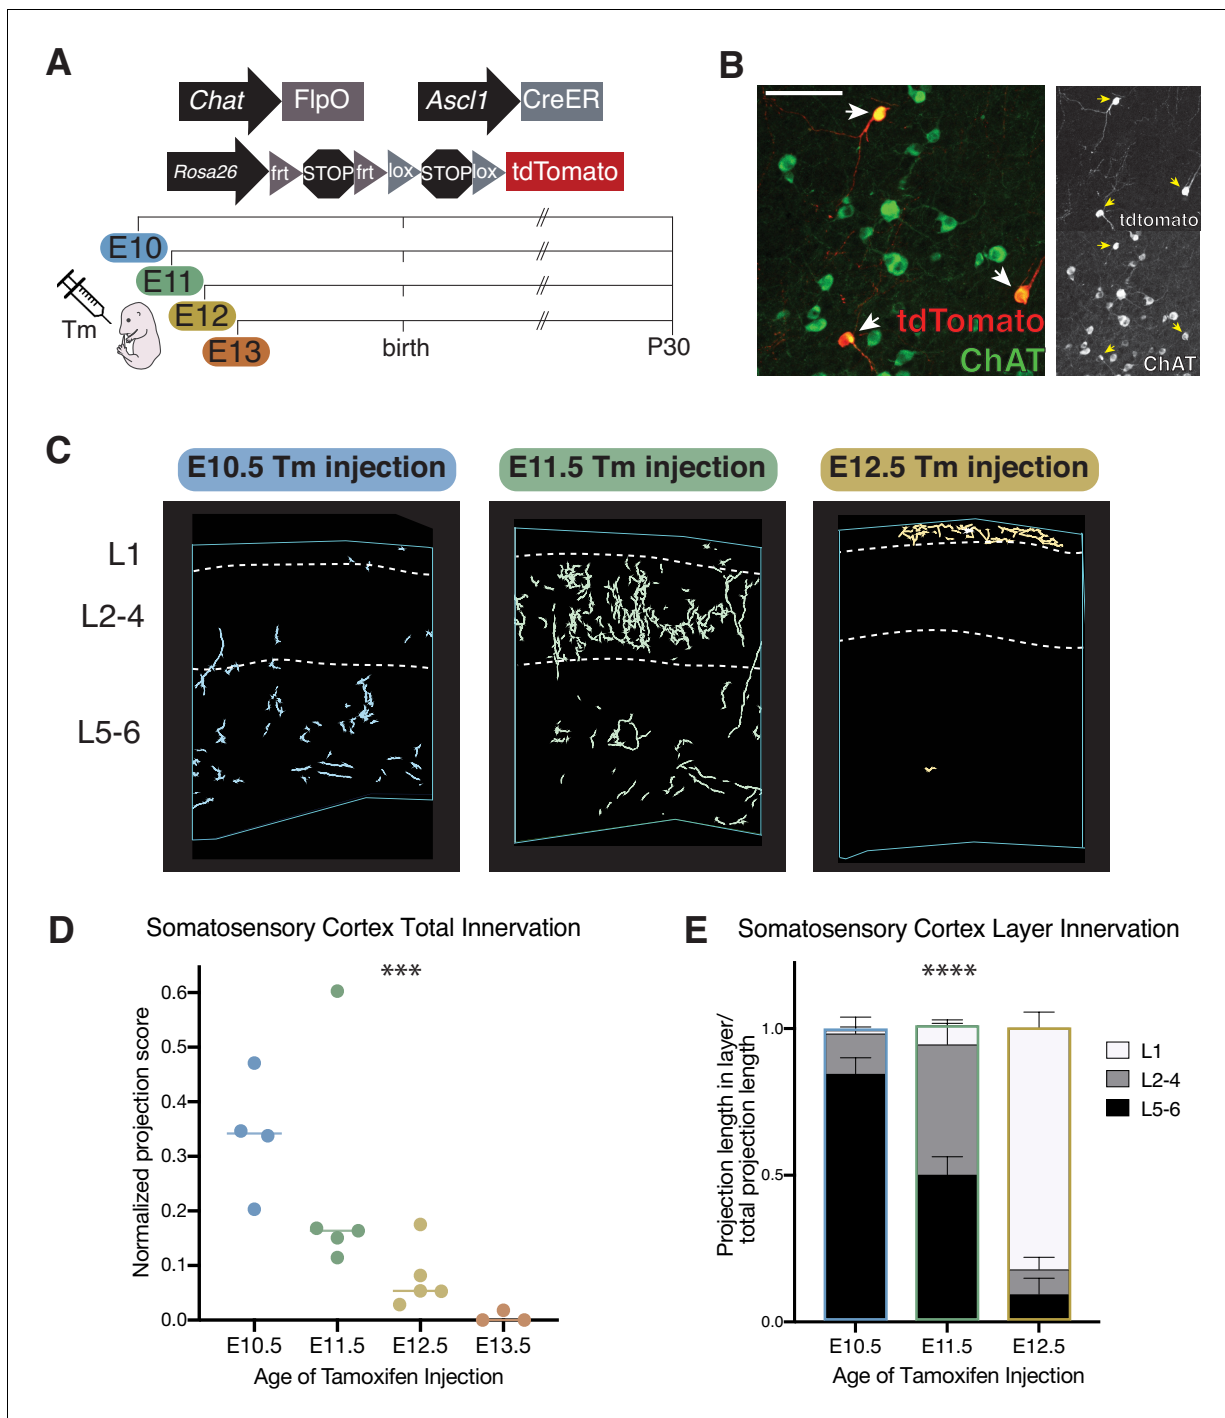 A
Chat FlpO Ascl1 CreER
Rosa26 frt STOP frt lox STOP lox tdTomato
E10
E11
E12
E13
Tm
birth
P30
B
tdTomato
ChAT
tdtomato
ChAT
C
E10.5 Tm injection E11.5 Tm injection E12.5 Tm injection
L1
L2-4
L5-6
D
Somatosensory Cortex Total Innervation
***
Normalized projection score
0.6
0.5
0.4
0.3
0.2
0.1
0.0
E10.5 E11.5 E12.5 E13.5
Age of Tamoxifen Injection
E
Somatosensory Cortex Layer Innervation
****
Projection length in layer/
total projection length
1.0
0.5
0.0
L1
L2-4
L5-6
E10.5 E11.5 E12.5
Age of Tamoxifen Injection